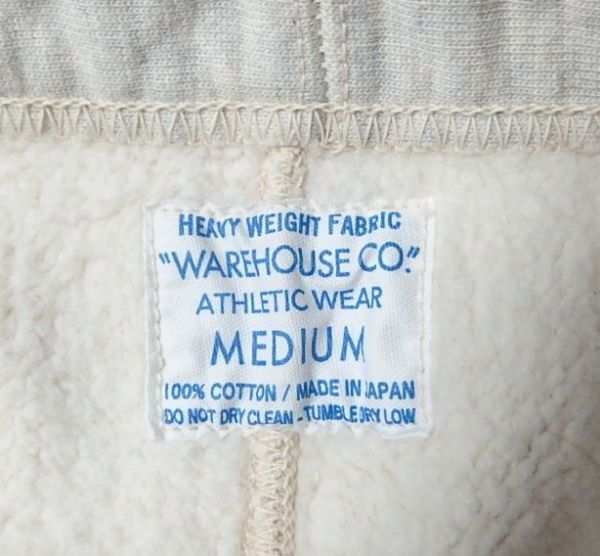 HEAVY WEIGHT FABRIC
"WAREHOUSE CO."
ATHLETIC WEAR
MEDIUM
100% COTTON / MADE IN JAPAN
DO NOT DRY CLEAN - TUMBLE DRY LOW